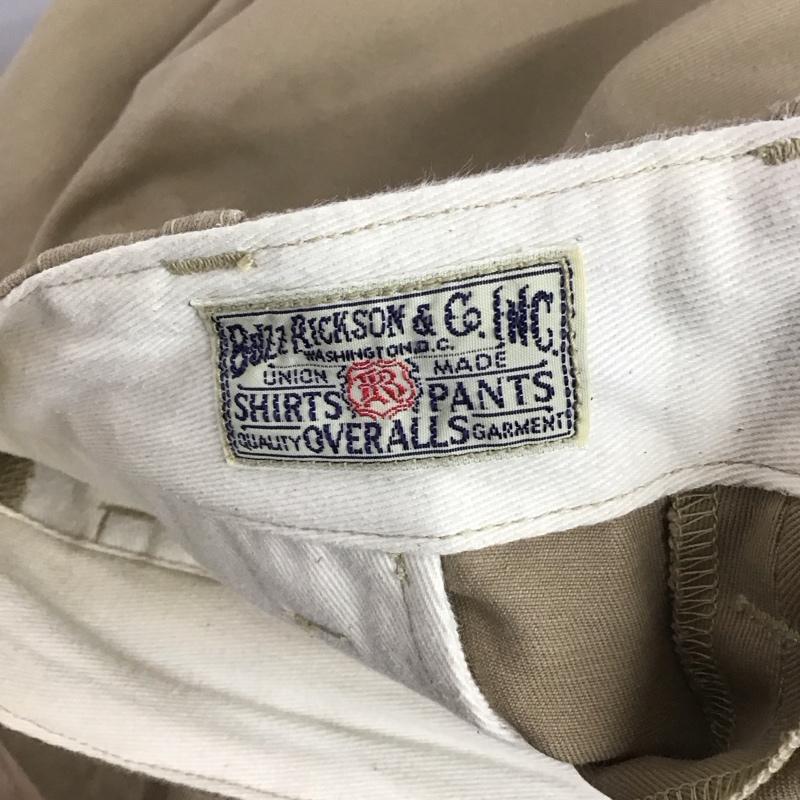 BUZZ RICKSON & CO. INC.
WASHINGTON, D.C.
UNION MADE
R
SHIRTS PANTS
QUALITY OVERALLS GARMENT